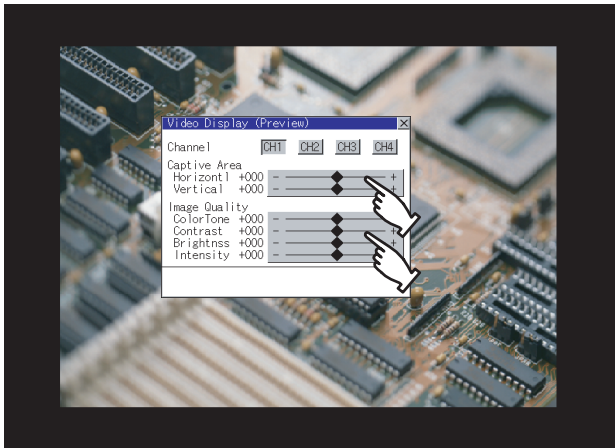 Video Display (Preview) ×
Channel CH1 CH2 CH3 CH4
Captive Area
Horizontl +000 - +
Vertical +000 - +
Image Quality
ColorTone +000 - +
Contrast +000 - +
Brightnss +000 - +
Intensity +000 - +